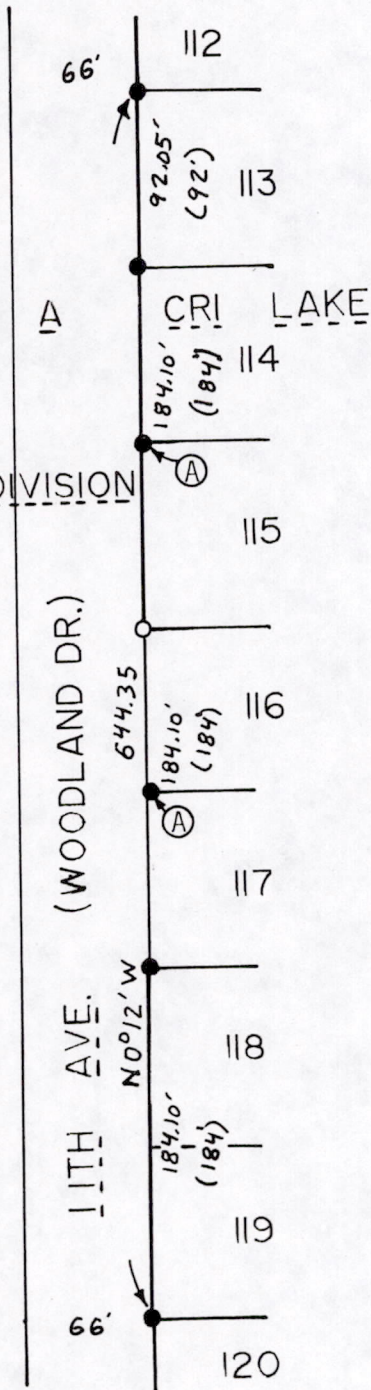 112
66'
92.05'
(92')
113
A CRI LAKE
184.10'
(184')
114
A
DIVISION
115
(WOODLAND DR.)
644.35
116
184.10'
(184')
A
117
11TH AVE.
N0°12'W
118
184.10'
(184')
119
66'
120